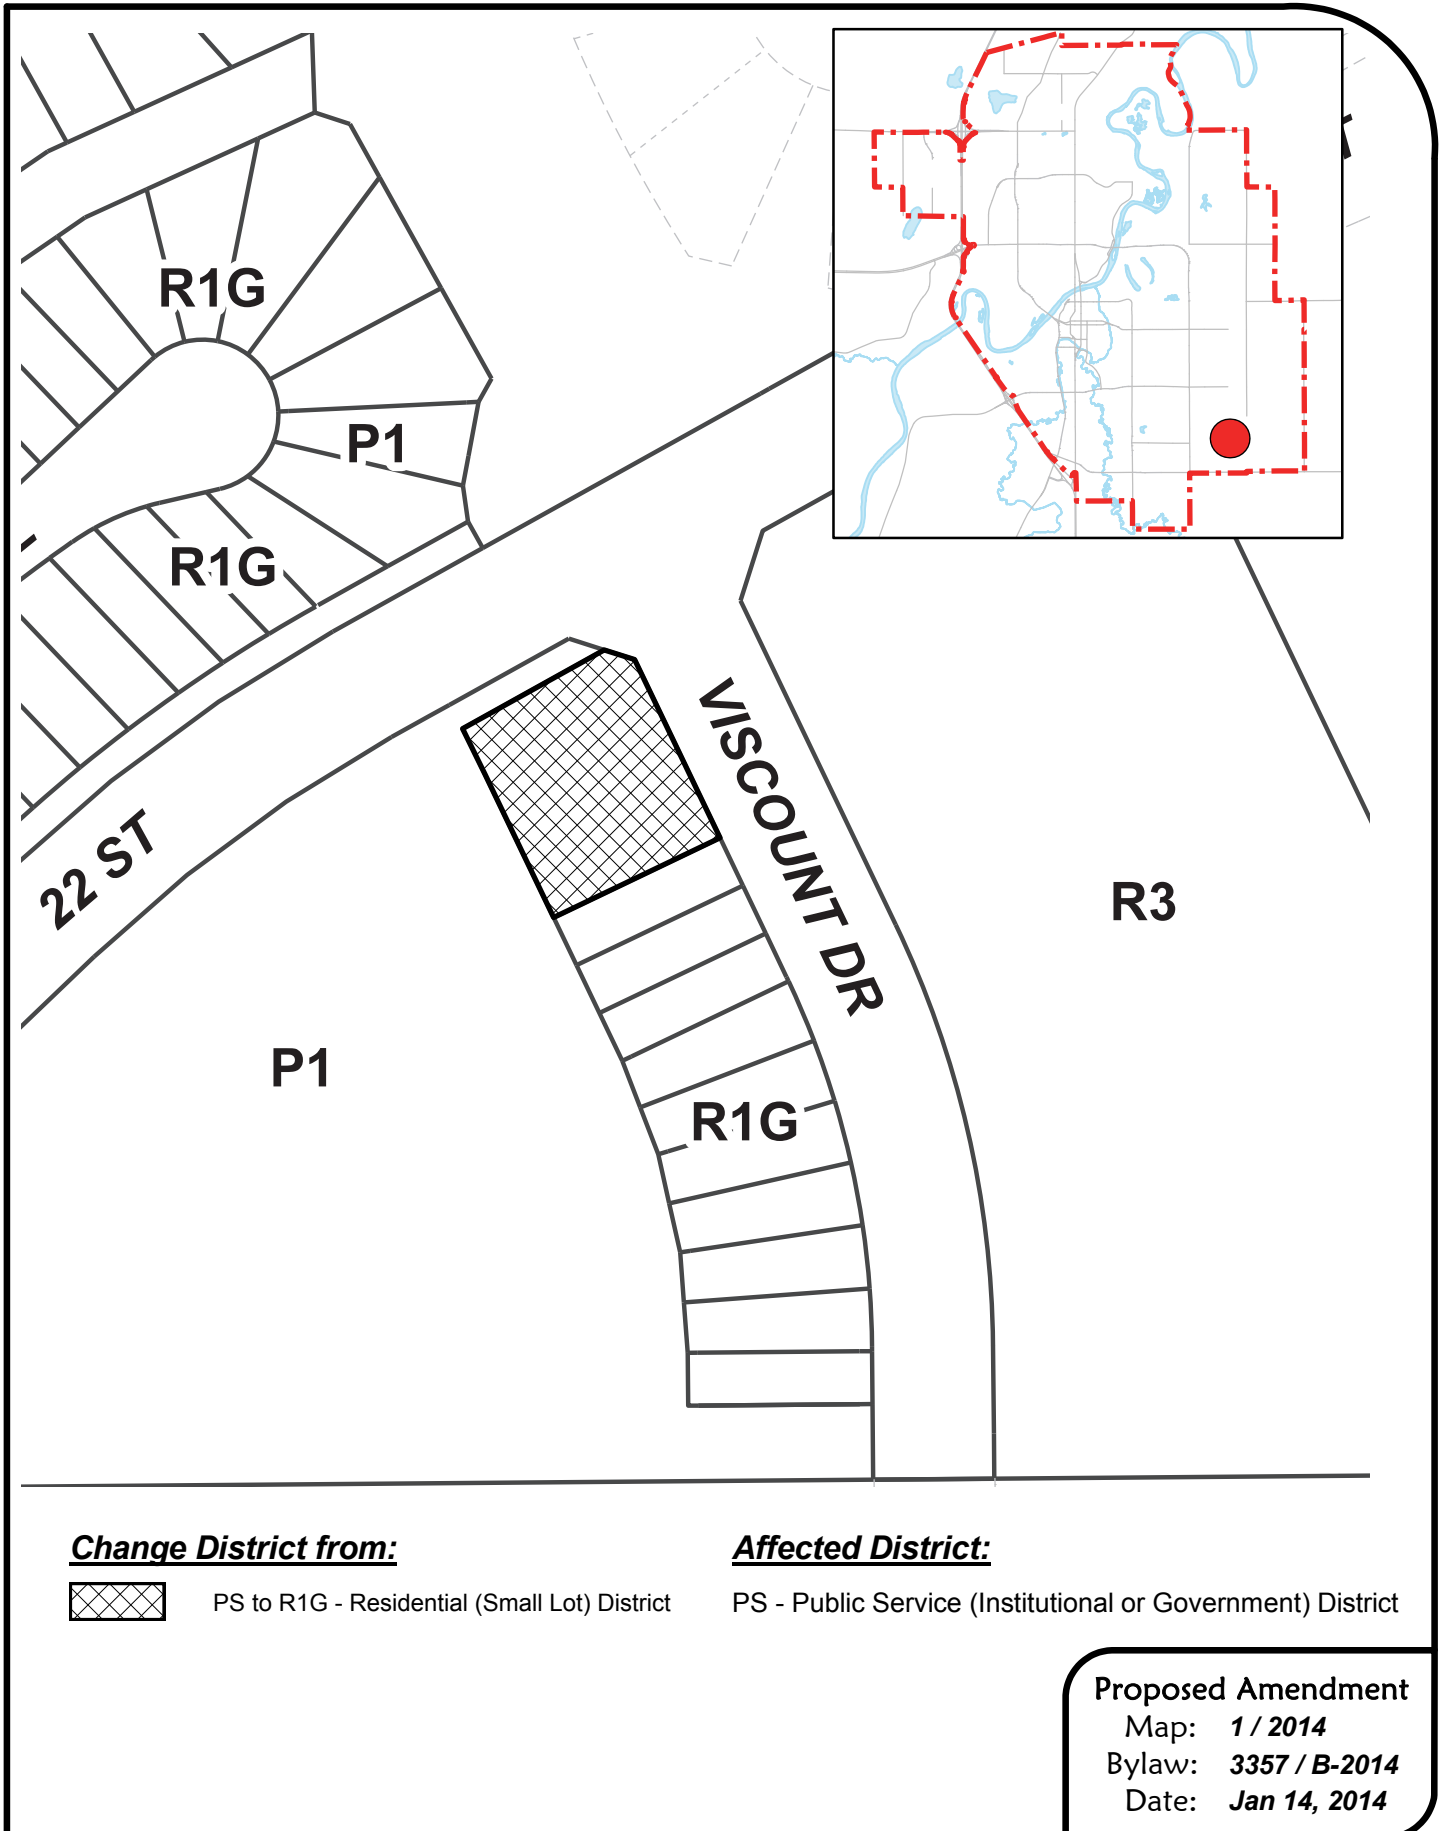 R1G
P1
R1G
22 ST
VISCOUNT DR
R3
P1
R1G
Change District from:
PS to R1G - Residential (Small Lot) District
Affected District:
PS - Public Service (Institutional or Government) District
Proposed Amendment
Map: 1 / 2014
Bylaw: 3357 / B-2014
Date: Jan 14, 2014